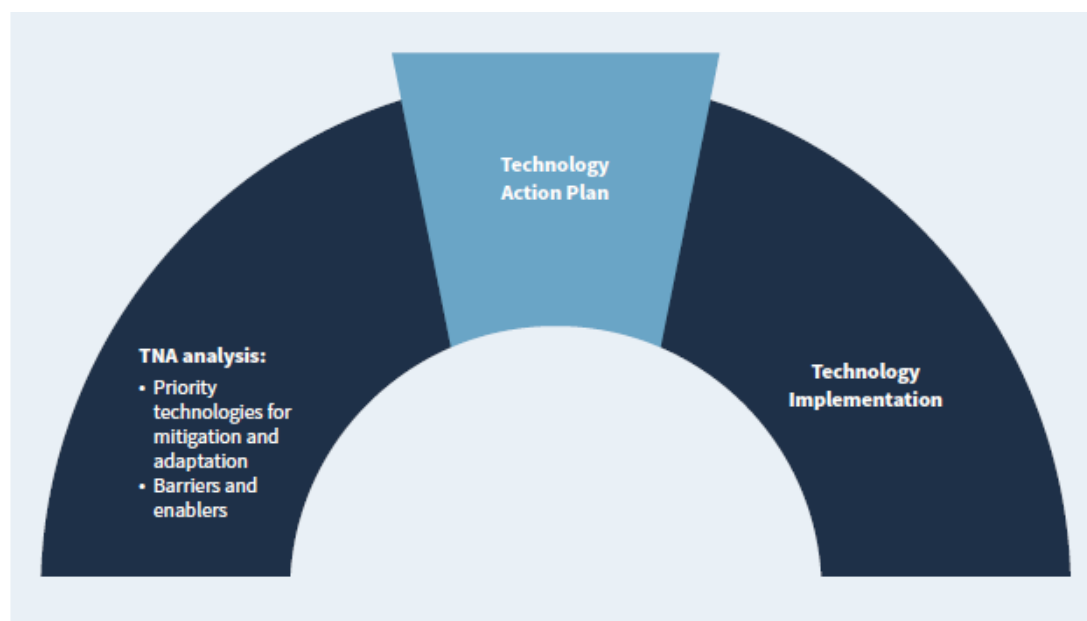 Technology
Action Plan
TNA analysis:
• Priority
technologies for
mitigation and
adaptation
• Barriers and
enablers
Technology
Implementation